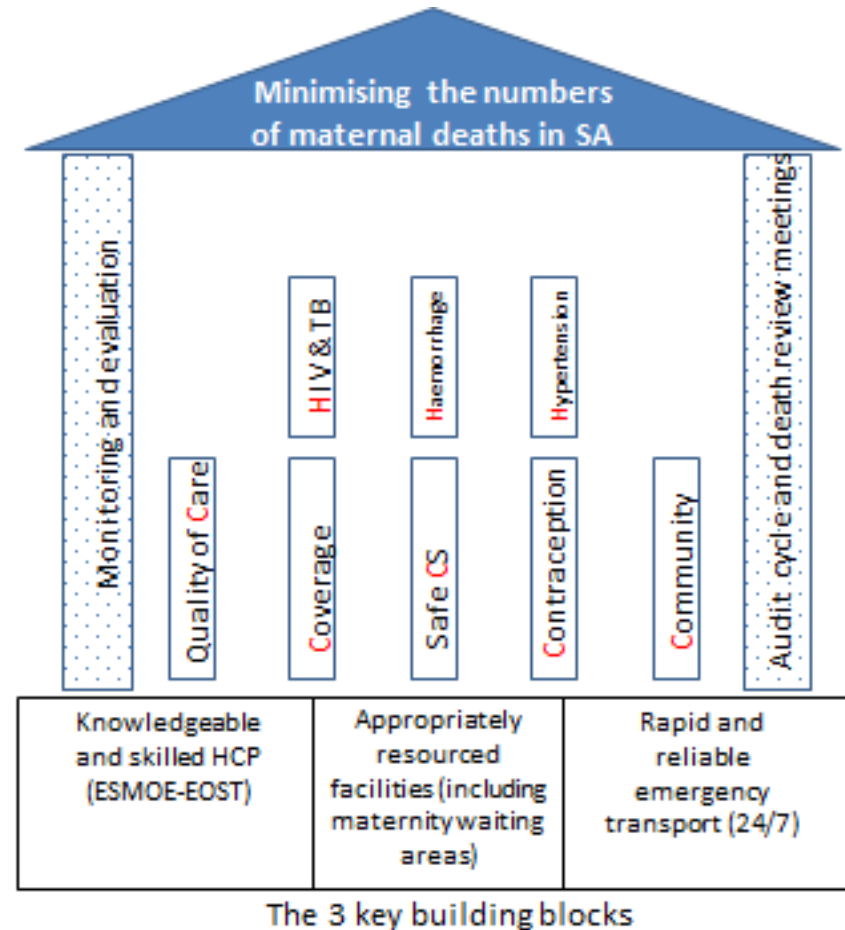 Minimising the numbers
of maternal deaths in SA
Monitoring and evaluation
HIV&TB
Haemorrhage
Hypertension
Audit cycle and death review meetings
Quality of Care
Coverage
Safe CS
Contraception
Community
Knowledgeable
and skilled HCP
(ESMOE-EOST)
Appropriately
resourced
facilities (including
maternity waiting
areas)
Rapid and
reliable
emergency
transport (24/7)
The 3 key building blocks